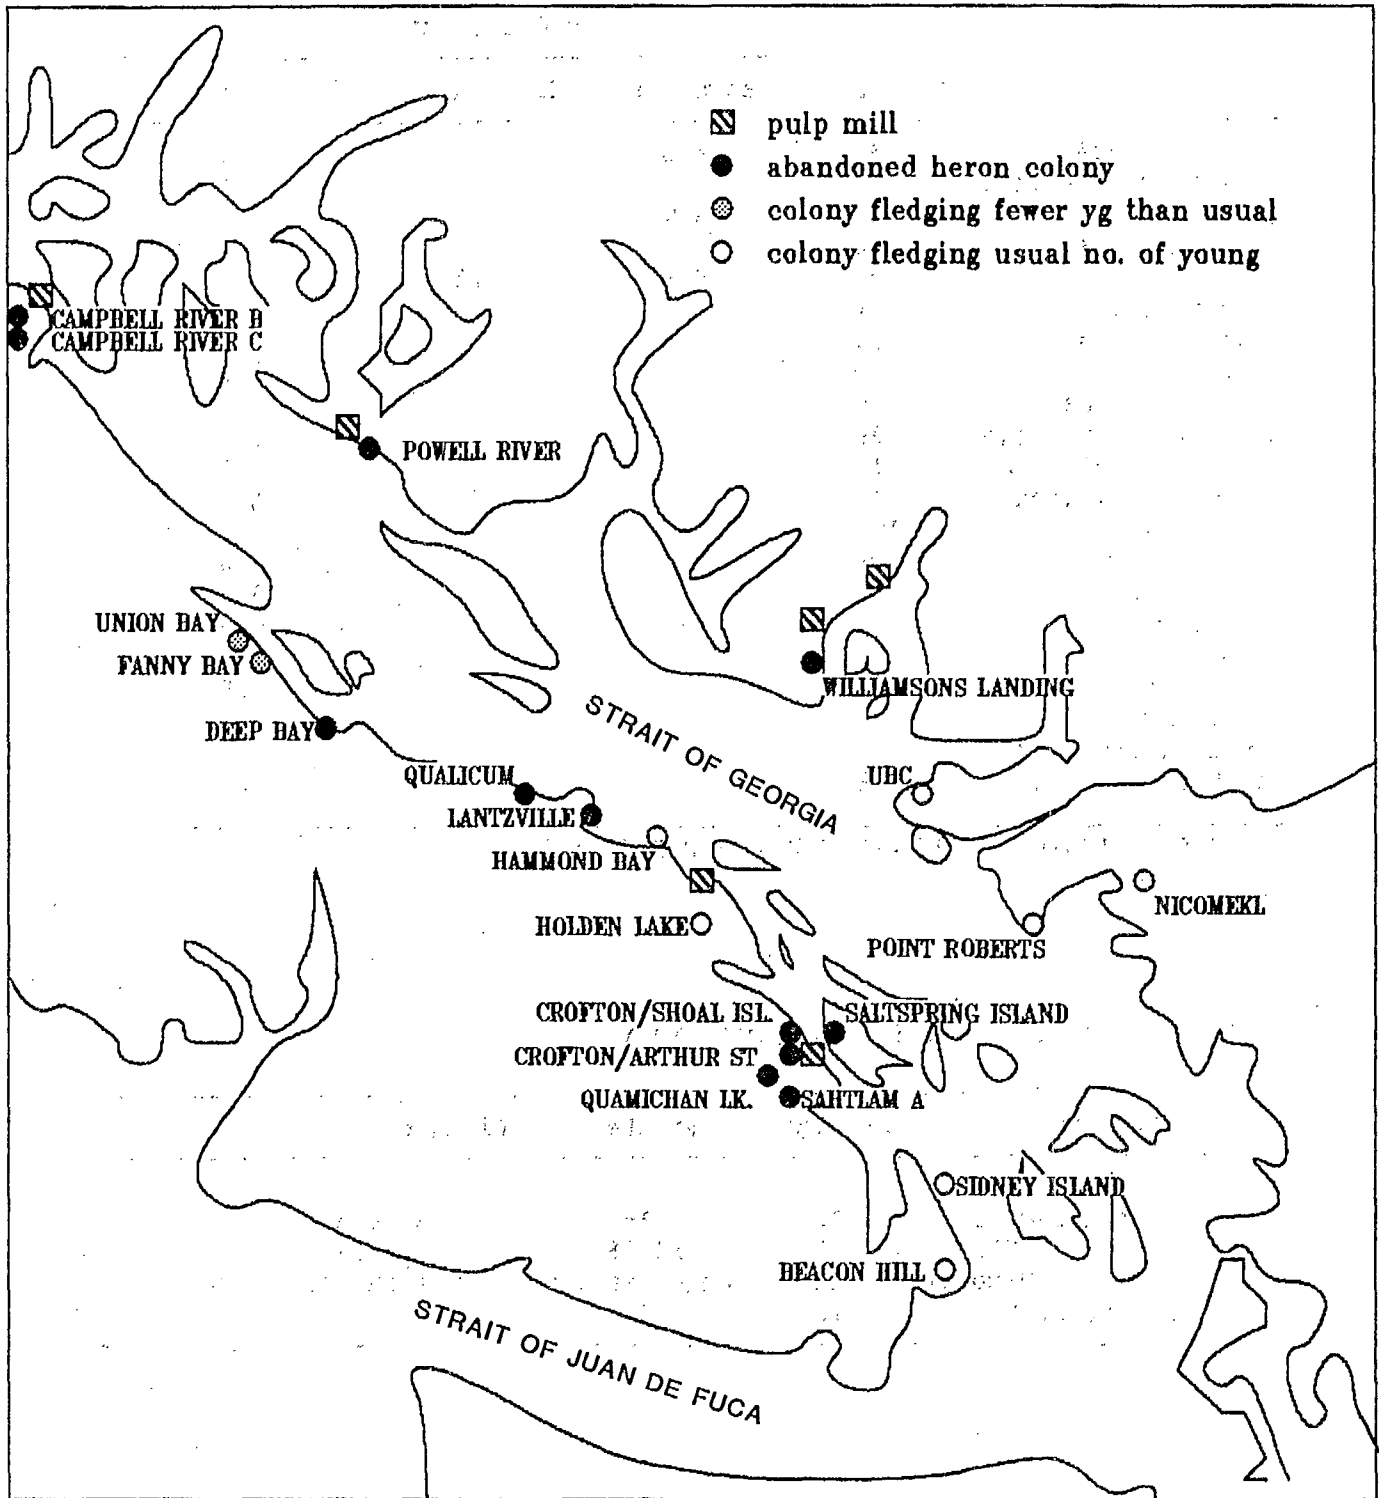 pulp mill
abandoned heron colony
colony fledging fewer yg than usual
colony fledging usual no. of young
CAMPBELL RIVER B
CAMPBELL RIVER C
POWELL RIVER
UNION BAY
FANNY BAY
WILLIAMSONS LANDING
DEEP BAY
STRAIT OF GEORGIA
QUALICUM
UBC
LANTZVILLE
HAMMOND BAY
NICOMEKL
HOLDEN LAKE
POINT ROBERTS
CROFTON/SHOAL ISL.
SALTSPRING ISLAND
CROFTON/ARTHUR ST
QUAMICHAN LK.
SAHTLAM A
SIDNEY ISLAND
BEACON HILL
STRAIT OF JUAN DE FUCA